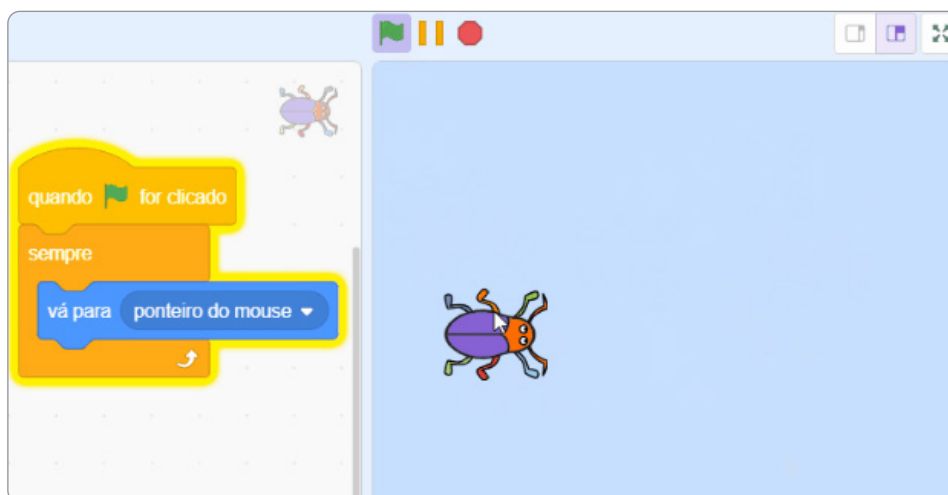 quando for clicado
sempre
vá para ponteiro do mouse